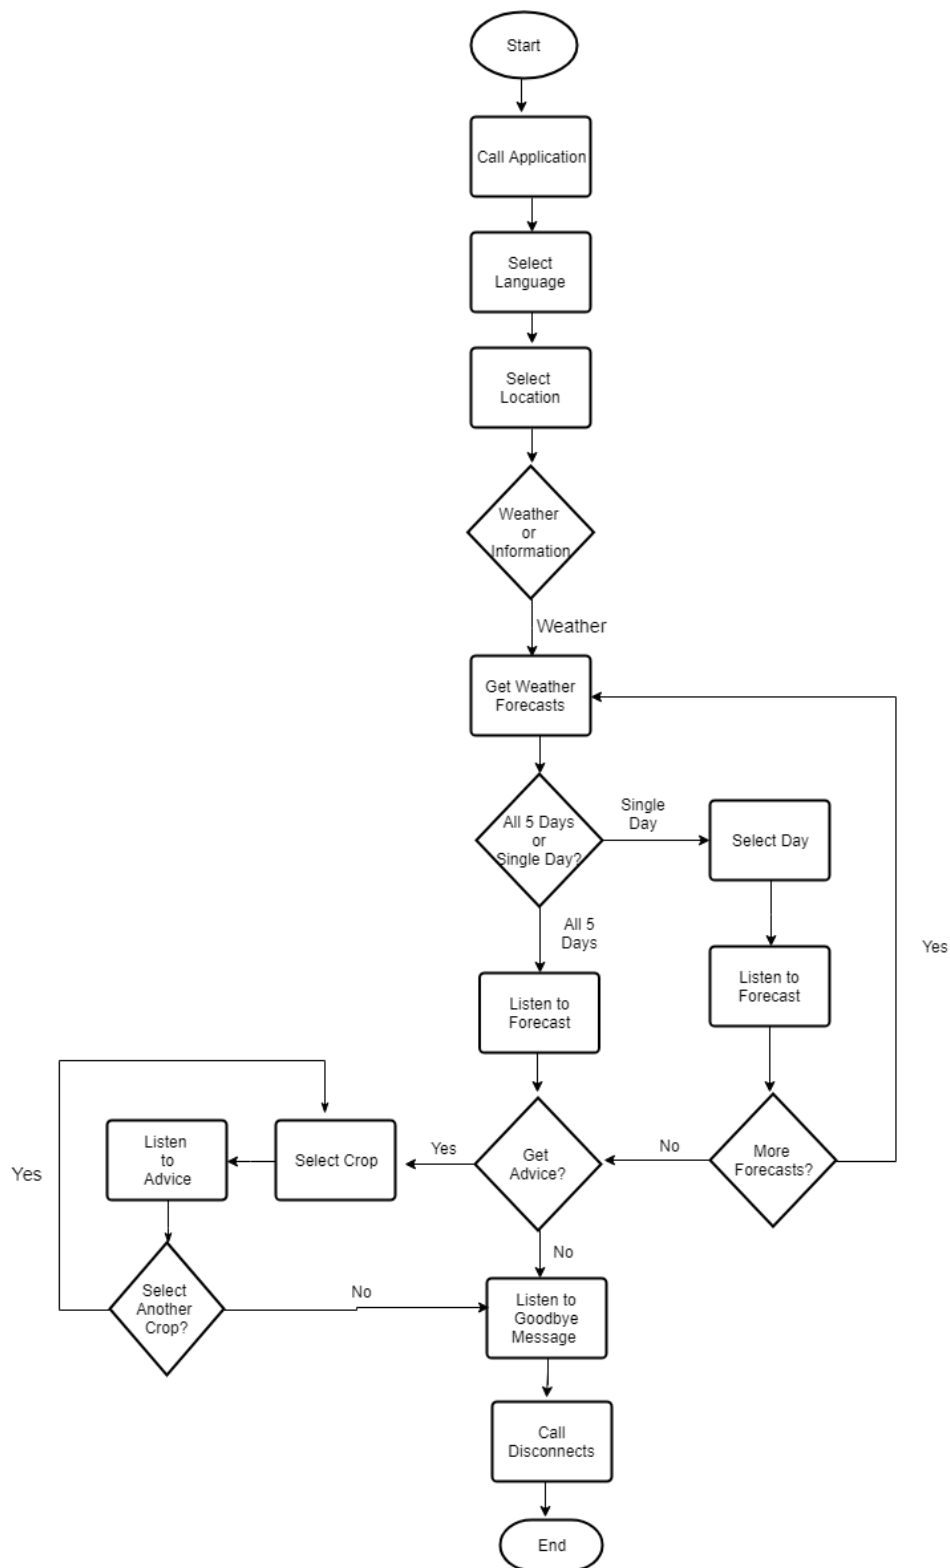 Start
Call Application
Select
Language
Select
Location
Weather
or
Information
Weather
Get Weather
Forecasts
All 5 Days
or
Single Day?
Single
Day
Select Day
All 5
Days
Yes
Listen to
Forecast
Listen to
Forecast
Listen
to
Advice
Select Crop
Yes
Get
Advice?
No
More
Forecasts?
Yes
No
Select
Another
Crop?
No
Listen to
Goodbye
Message
Call
Disconnects
End